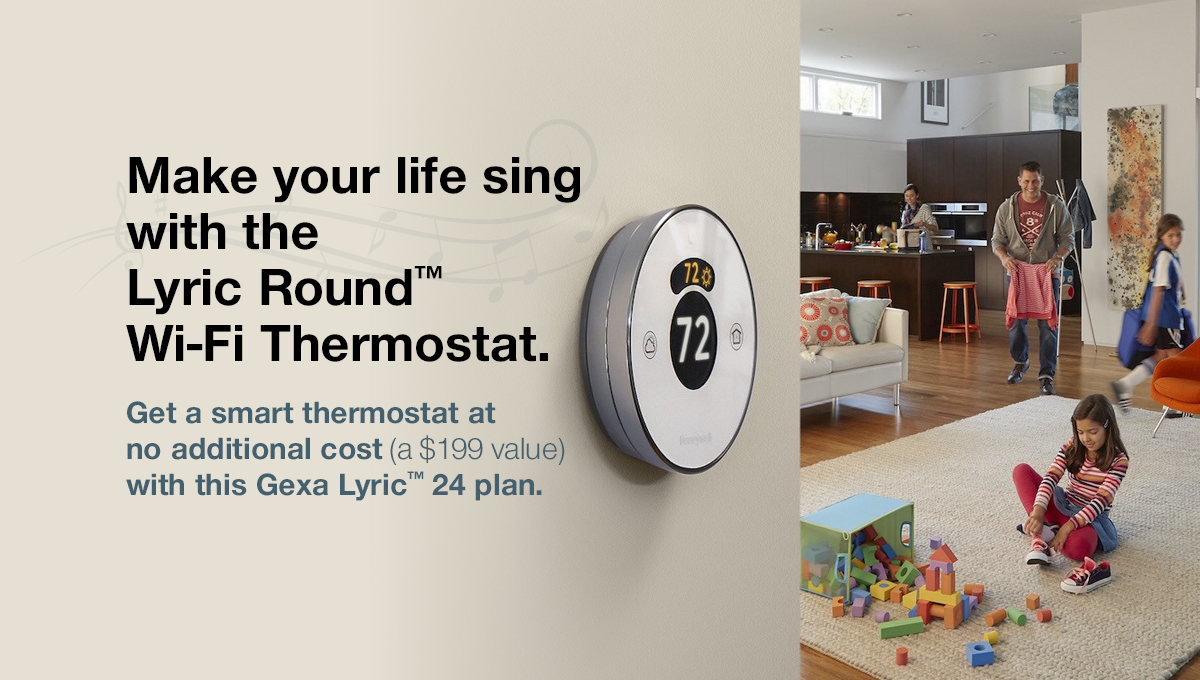 Make your life sing
with the
Lyric Round™
Wi-Fi Thermostat.
Get a smart thermostat at
no additional cost (a $199 value)
with this Gexa Lyric™ 24 plan.
72
72
Honeywell